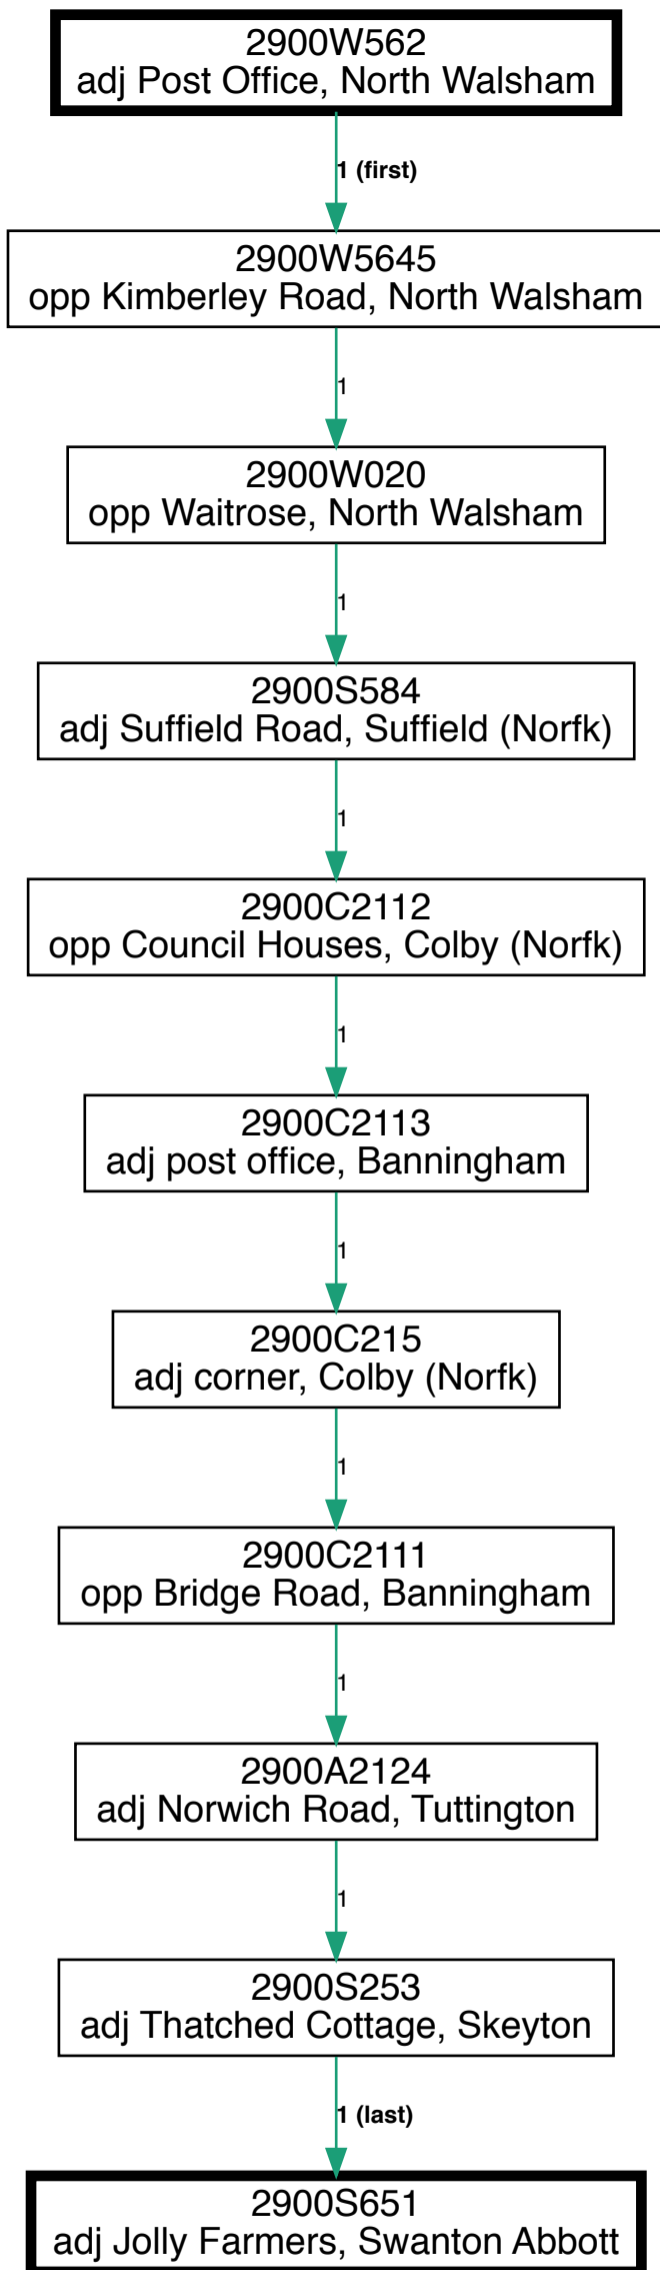 2900W562
adj Post Office, North Walsham
1 (first)
2900W5645
opp Kimberley Road, North Walsham
1
2900W020
opp Waitrose, North Walsham
1
2900S584
adj Suffield Road, Suffield (Norfk)
1
2900C2112
opp Council Houses, Colby (Norfk)
1
2900C2113
adj post office, Banningham
1
2900C215
adj corner, Colby (Norfk)
1
2900C2111
opp Bridge Road, Banningham
1
2900A2124
adj Norwich Road, Tuttington
1
2900S253
adj Thatched Cottage, Skeyton
1 (last)
2900S651
adj Jolly Farmers, Swanton Abbott